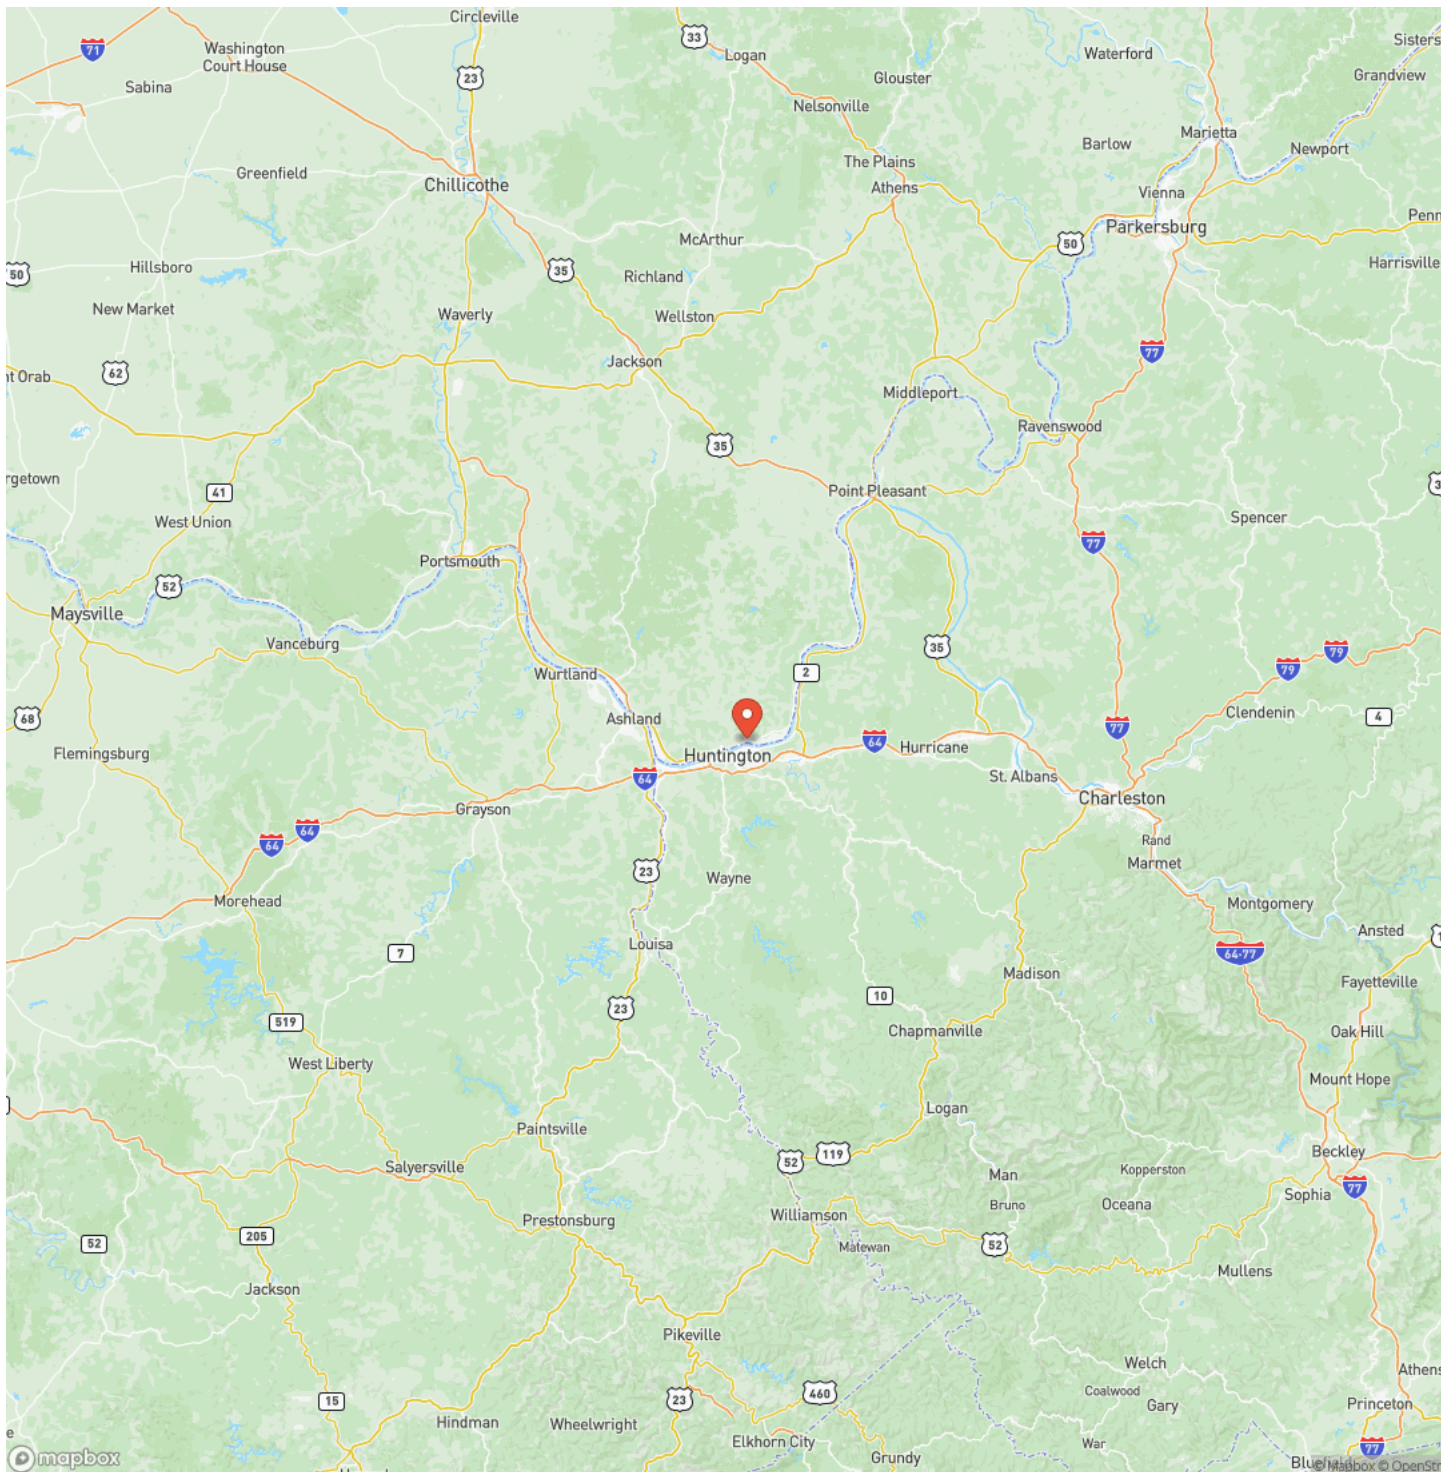 Circleville
71
Washington
Court House
33
Logan
Waterford
Sisters
Sabina
23
Glouster
Grandview
Nelsonville
Marietta
Barlow
Newport
The Plains
Greenfield
Chillicothe
Athens
Vienna
Penn
Parkersburg
McArthur
50
Hillsboro
35
Richland
Harrisville
50
New Market
Waverly
Wellston
77
Jackson
62
nt Orab
Middleport
Ravenswood
35
rgetown
41
Point Pleasant
3
West Union
Spencer
77
Portsmouth
52
Maysville
Vanceburg
35
79
79
Wurtland
2
68
Ashland
Clendenin
4
77
Flemingsburg
Huntington
64
Hurricane
64
St. Albans
Grayson
Charleston
64
64
Rand
23
Wayne
Marmet
Morehead
Montgomery
Ansted
1
7
Louisa
64-77
Madison
Fayetteville
10
23
519
Chapmanville
Oak Hill
West Liberty
Mount Hope
Logan
Paintsville
52
119
Beckley
Salyersville
Man
Kopperston
77
Sophia
Bruno
Oceana
Prestonsburg
Williamson
205
52
Matewan
52
Mullens
Jackson
Pikeville
Welch
Athens
Coalwood
15
23
460
Gary
Princeton
Hindman
Wheelwright
e
Elkhorn City
War
77
mapbox
Grundy
© Mapbox © OpenStr